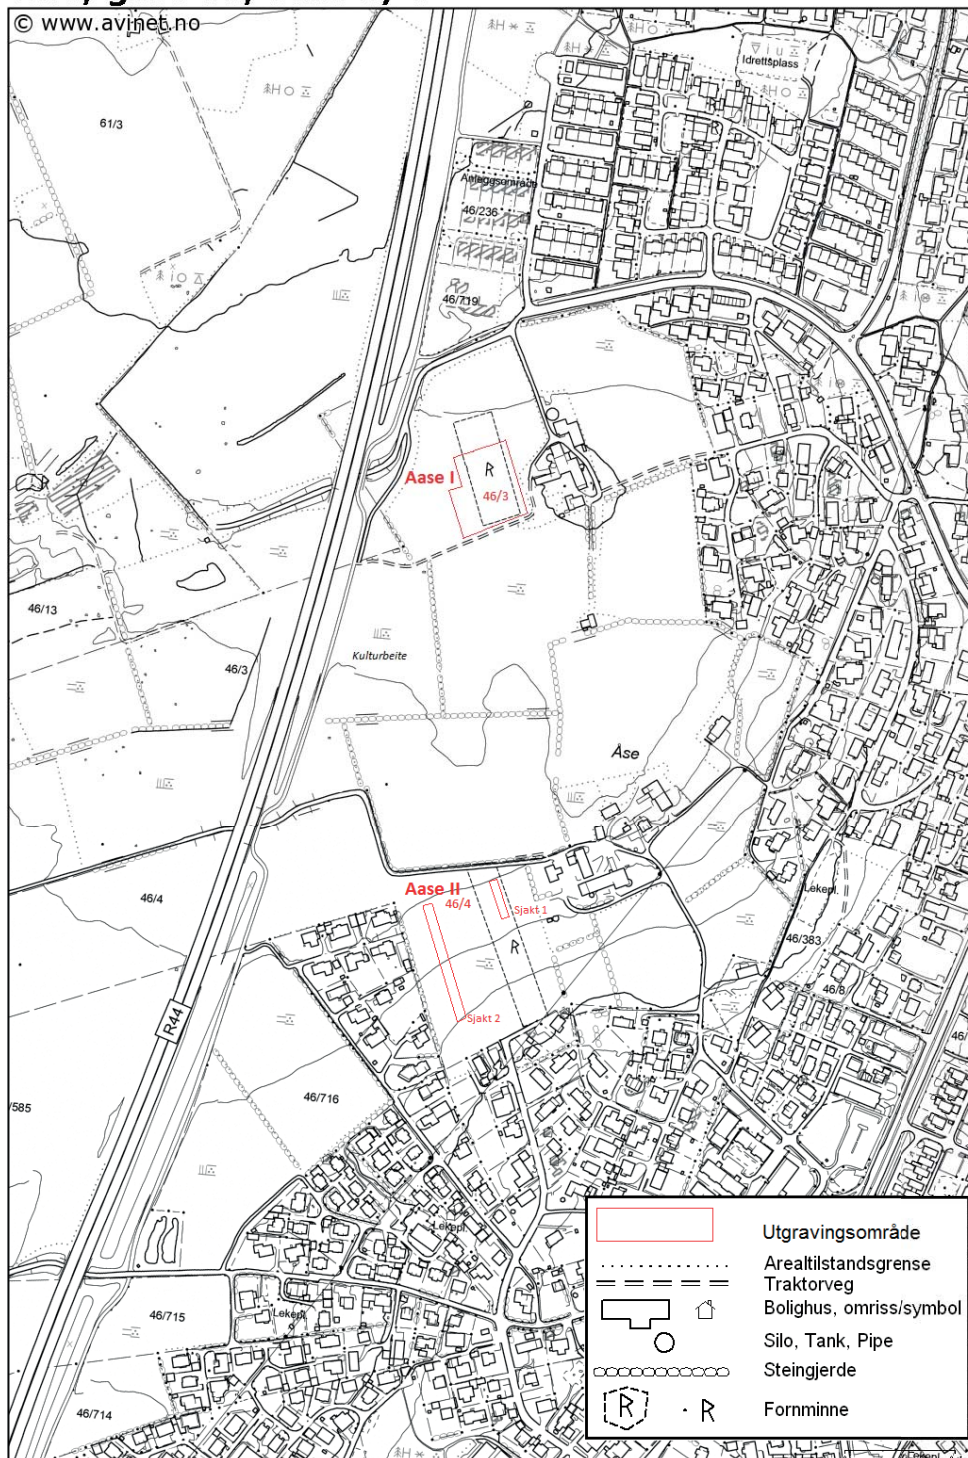 © www.avinet.no
Idrettsplass
61/3
Anleggsområde
46/236
46/719
Aase I
R
46/3
46/13
46/3
Kulturbeite
Åse
Aase II
46/4
46/4
Sjakt 1
Lekepl.
R
46/383
46/8
Sjakt 2
R44
46/716
/585
Lekepl.
Lekepl.
46/715
46/714
Utgravingsområde
Arealtilstandsgrense
Traktorveg
Bolighus, omriss/symbol
Silo, Tank, Pipe
Steingjerde
R R Fornminne